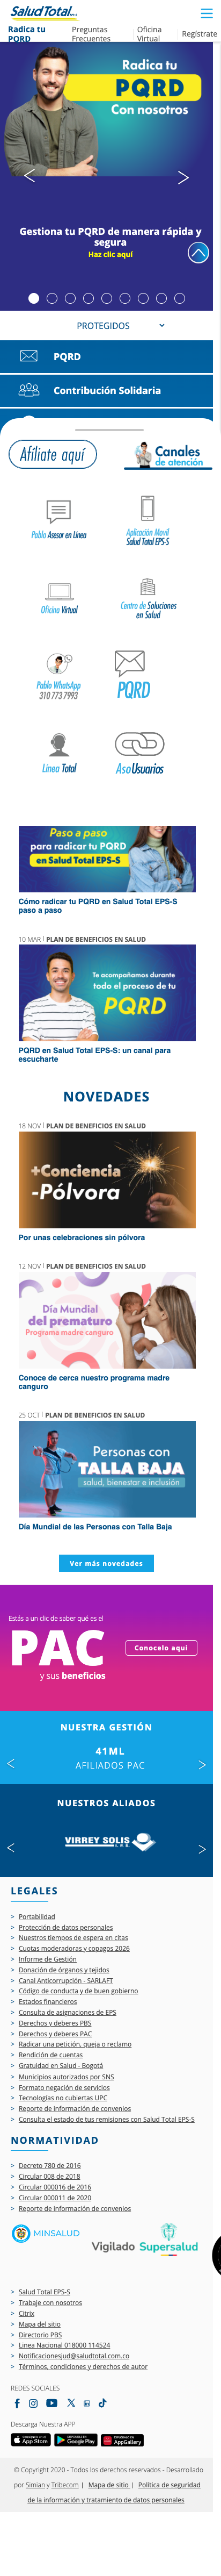 Salud Total EPS-S
Radica tu PQRD
Preguntas Frecuentes
Oficina Virtual
Regístrate
Radica tu
PQRD
Con nosotros
Gestiona tu PQRD de manera rápida y
segura
Haz clic aquí
PROTEGIDOS
PQRD
Contribución Solidaria
Afíliate aquí
Canales
de atención
Pablo Asesor en Línea
Aplicación Movil
Salud Total EPS-S
Oficina Virtual
Centro de Soluciones
en Salud
Pablo WhatsApp
310 773 7993
PQRD
Línea Total
AsoUsuarios
Paso a paso
para radicar tu PQRD
en Salud Total EPS-S
Cómo radicar tu PQRD en Salud Total EPS-S
paso a paso
10 MAR | PLAN DE BENEFICIOS EN SALUD
Te acompañamos durante
todo el proceso de tu
PQRD
PQRD en Salud Total EPS-S: un canal para
escucharte
NOVEDADES
18 NOV | PLAN DE BENEFICIOS EN SALUD
+Conciencia
-Pólvora
Por unas celebraciones sin pólvora
12 NOV | PLAN DE BENEFICIOS EN SALUD
Día Mundial
del prematuro
Programa madre canguro
Conoce de cerca nuestro programa madre
canguro
25 OCT | PLAN DE BENEFICIOS EN SALUD
Personas con
TALLA BAJA
salud, bienestar e inclusión
Día Mundial de las Personas con Talla Baja
Ver más novedades
Estás a un clic de saber qué es el
PAC
y sus beneficios
Conocelo aquí
NUESTRA GESTIÓN
41ML
AFILIADOS PAC
NUESTROS ALIADOS
VIRREY SOLIS
LEGALES
> Portabilidad
> Protección de datos personales
> Nuestros tiempos de espera en citas
> Cuotas moderadoras y copagos 2026
> Informe de Gestión
> Donación de órganos y tejidos
> Canal Anticorrupción - SARLAFT
> Código de conducta y de buen gobierno
> Estados financieros
> Consulta de asignaciones de EPS
> Derechos y deberes PBS
> Derechos y deberes PAC
> Radicar una petición, queja o reclamo
> Rendición de cuentas
> Gratuidad en Salud - Bogotá
> Municipios autorizados por SNS
> Formato negación de servicios
> Tecnologías no cubiertas UPC
> Reporte de información de convenios
> Consulta el estado de tus remisiones con Salud Total EPS-S
NORMATIVIDAD
> Decreto 780 de 2016
> Circular 008 de 2018
> Circular 000016 de 2016
> Circular 000011 de 2020
> Reporte de información de convenios
MINSALUD
Vigilado Supersalud
> Salud Total EPS-S
> Trabaje con nosotros
> Citrix
> Mapa del sitio
> Directorio PBS
> Línea Nacional 018000 114524
> Notificacionesjud@saludtotal.com.co
> Términos, condiciones y derechos de autor
REDES SOCIALES
Descarga Nuestra APP
App Store
Google Play
AppGallery
© Copyright 2020 - Todos los derechos reservados - Desarrollado
por Simian y Tribecom | Mapa de sitio | Política de seguridad
de la información y tratamiento de datos personales